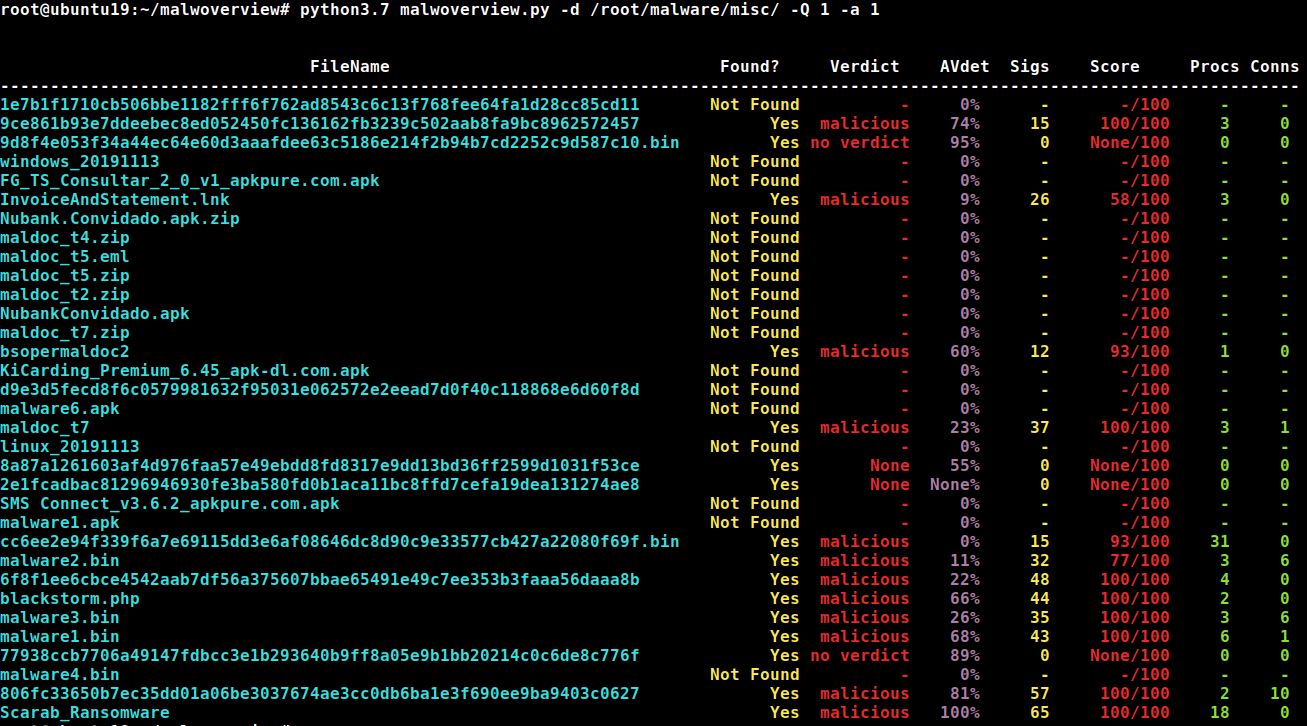 root@ubuntu19:~/malwoverview# python3.7 malwoverview.py -d /root/malware/misc/ -Q 1 -a 1
FileName Found? Verdict AVdet Sigs Score Procs Conns
----------------------------------------------------------------------------------------------------------------------------------
1e7b1f1710cb506bbe1182fff6f762ad8543c6c13f768fee64fa1d28cc85cd11 Not Found - 0% - -/100 - -
9ce861b93e7ddeebec8ed052450fc136162fb3239c502aab8fa9bc8962572457 Yes malicious 74% 15 100/100 3 0
9d8f4e053f34a44ec64e60d3aaafdee63c5186e214f2b94b7cd2252c9d587c10.bin Yes no verdict 95% 0 None/100 0 0
windows_20191113 Not Found - 0% - -/100 - -
FG_TS_Consultar_2_0_v1_apkpure.com.apk Not Found - 0% - -/100 - -
InvoiceAndStatement.lnk Yes malicious 9% 26 58/100 3 0
Nubank.Convidado.apk.zip Not Found - 0% - -/100 - -
maldoc_t4.zip Not Found - 0% - -/100 - -
maldoc_t5.eml Not Found - 0% - -/100 - -
maldoc_t5.zip Not Found - 0% - -/100 - -
maldoc_t2.zip Not Found - 0% - -/100 - -
NubankConvidado.apk Not Found - 0% - -/100 - -
maldoc_t7.zip Not Found - 0% - -/100 - -
bsopermaldoc2 Yes malicious 60% 12 93/100 1 0
KiCarding_Premium_6.45_apk-dl.com.apk Not Found - 0% - -/100 - -
d9e3d5fecd8f6c0579981632f95031e062572e2eead7d0f40c118868e6d60f8d Not Found - 0% - -/100 - -
malware6.apk Not Found - 0% - -/100 - -
maldoc_t7 Yes malicious 23% 37 100/100 3 1
linux_20191113 Not Found - 0% - -/100 - -
8a87a1261603af4d976faa57e49ebdd8fd8317e9dd13bd36ff2599d1031f53ce Yes None 55% 0 None/100 0 0
2e1fcadbac81296946930fe3ba580fd0b1aca11bc8ffd7cefa19dea131274ae8 Yes None None% 0 None/100 0 0
SMS Connect_v3.6.2_apkpure.com.apk Not Found - 0% - -/100 - -
malware1.apk Not Found - 0% - -/100 - -
cc6ee2e94f339f6a7e69115dd3e6af08646dc8d90c9e33577cb427a22080f69f.bin Yes malicious 0% 15 93/100 31 0
malware2.bin Yes malicious 11% 32 77/100 3 6
6f8f1ee6cbce4542aab7df56a375607bbae65491e49c7ee353b3faaa56daaa8b Yes malicious 22% 48 100/100 4 0
blackstorm.php Yes malicious 66% 44 100/100 2 0
malware3.bin Yes malicious 26% 35 100/100 3 6
malware1.bin Yes malicious 68% 43 100/100 6 1
77938ccb7706a49147fdbcc3e1b293640b9ff8a05e9b1bb20214c0c6de8c776f Yes no verdict 89% 0 None/100 0 0
malware4.bin Not Found - 0% - -/100 - -
806fc33650b7ec35dd01a06be3037674ae3cc0db6ba1e3f690ee9ba9403c0627 Yes malicious 81% 57 100/100 2 10
Scarab_Ransomware Yes malicious 100% 65 100/100 18 0